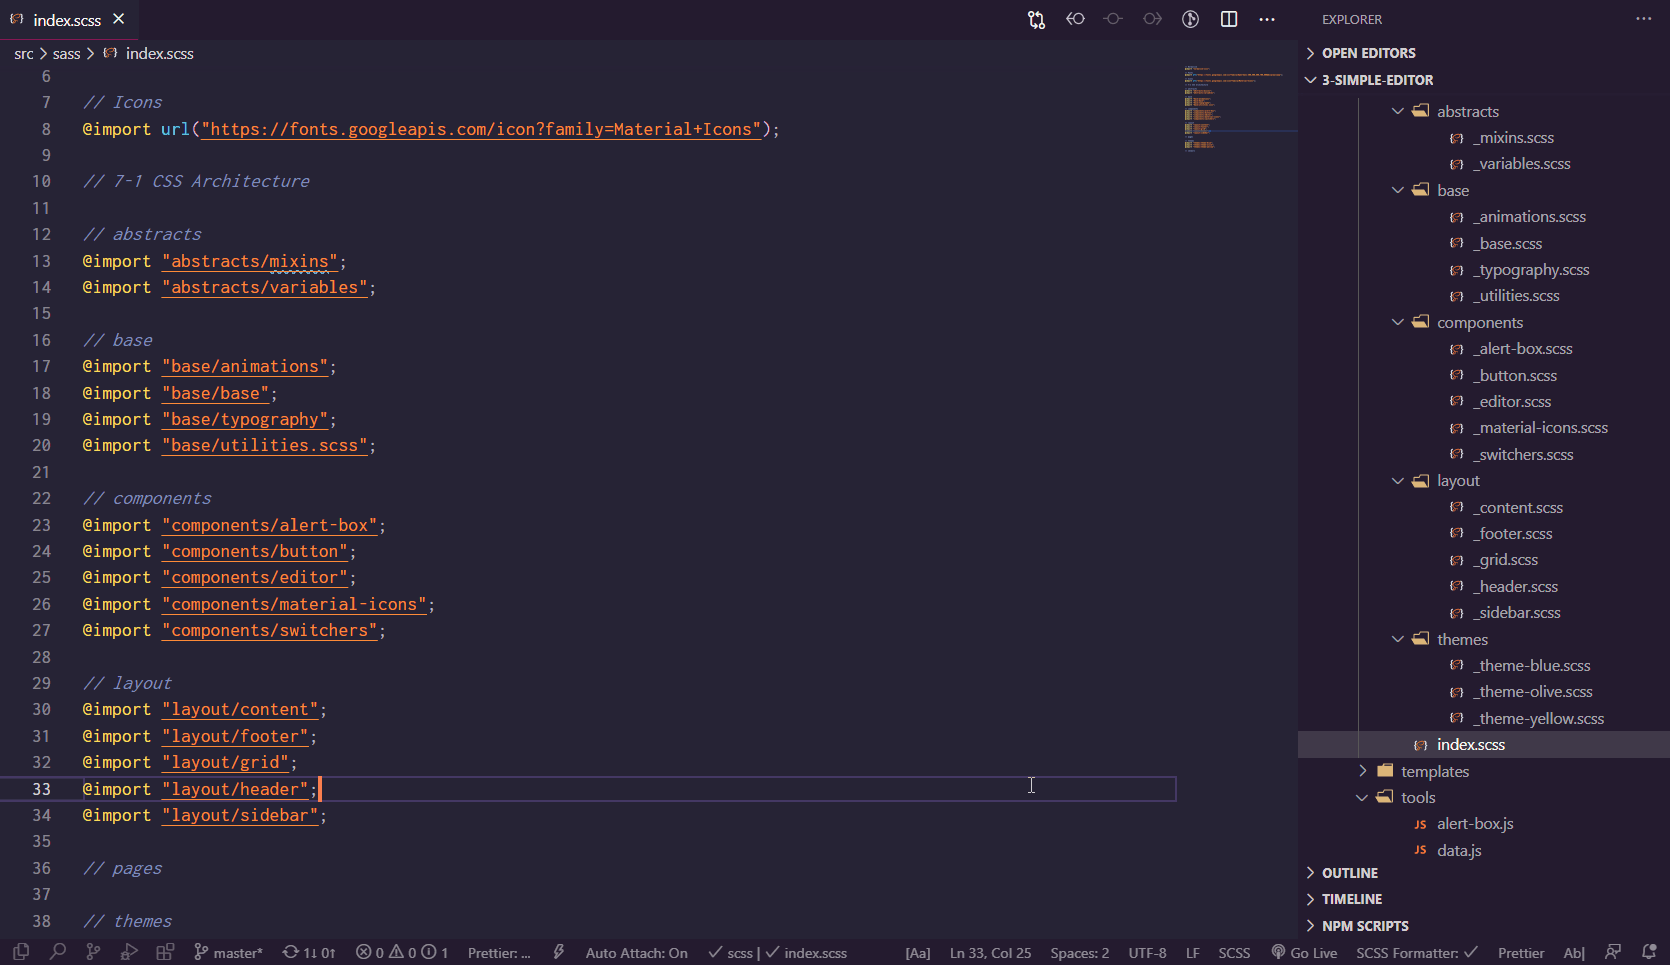 index.scss
src > sass > index.scss
6
7 // Icons
8 @import url("https://fonts.googleapis.com/icon?family=Material+Icons");
9
10 // 7-1 CSS Architecture
11
12 // abstracts
13 @import "abstracts/mixins";
14 @import "abstracts/variables";
15
16 // base
17 @import "base/animations";
18 @import "base/base";
19 @import "base/typography";
20 @import "base/utilities.scss";
21
22 // components
23 @import "components/alert-box";
24 @import "components/button";
25 @import "components/editor";
26 @import "components/material-icons";
27 @import "components/switchers";
28
29 // layout
30 @import "layout/content";
31 @import "layout/footer";
32 @import "layout/grid";
33 @import "layout/header";
34 @import "layout/sidebar";
35
36 // pages
37
38 // themes
EXPLORER
OPEN EDITORS
3-SIMPLE-EDITOR
abstracts
_mixins.scss
_variables.scss
base
_animations.scss
_base.scss
_typography.scss
_utilities.scss
components
_alert-box.scss
_button.scss
_editor.scss
_material-icons.scss
_switchers.scss
layout
_content.scss
_footer.scss
_grid.scss
_header.scss
_sidebar.scss
themes
_theme-blue.scss
_theme-olive.scss
_theme-yellow.scss
index.scss
templates
tools
JS alert-box.js
JS data.js
OUTLINE
TIMELINE
NPM SCRIPTS
master* 1↓ 0↑ 0 0 1 Prettier: ... Auto Attach: On ✓ scss | ✓ index.scss [Aa] Ln 33, Col 25 Spaces: 2 UTF-8 LF SCSS Go Live SCSS Formatter: ✓ Prettier Ab|